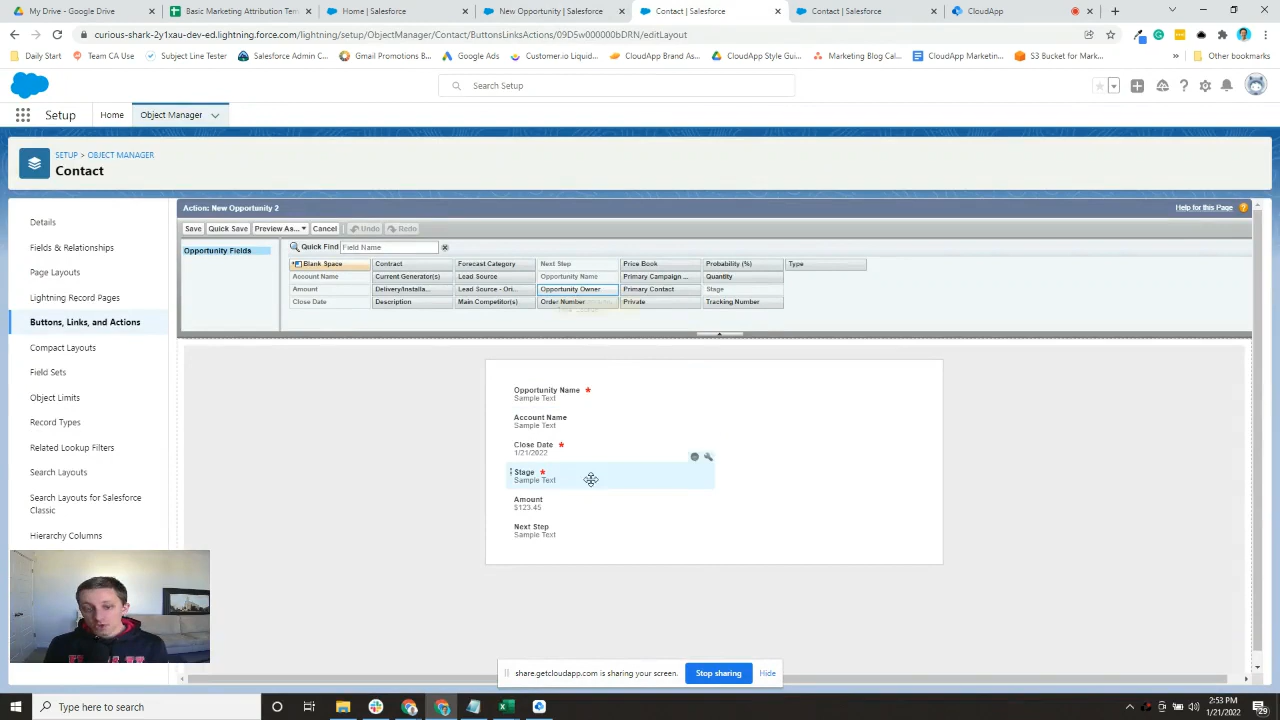 My Drive - Google Drive
Basic Marketing Attribution Tem
Home | Salesforce
New Opportunity | Salesforce
Contact | Salesforce
Contact | Salesforce
CloudApp
curious-shark-2y1xau-dev-ed.lightning.force.com/lightning/setup/ObjectManager/Contact/ButtonsLinksActions/09D5w000000bDRN/editLayout
Daily Start
Team CA Use
Subject Line Tester
Salesforce Admin C...
Gmail Promotions B...
Google Ads
Customer.io Liquid...
CloudApp Brand As...
CloudApp Style Gui...
Marketing Blog Cal...
CloudApp Marketin...
S3 Bucket for Mark...
Other bookmarks
Search Setup
Setup
Home
Object Manager
SETUP > OBJECT MANAGER
Contact
Details
Fields & Relationships
Page Layouts
Lightning Record Pages
Buttons, Links, and Actions
Compact Layouts
Field Sets
Object Limits
Record Types
Related Lookup Filters
Search Layouts
Search Layouts for Salesforce
Classic
Hierarchy Columns
Action: New Opportunity 2
Help for this Page
Save
Quick Save
Preview As...
Cancel
Undo
Redo
Opportunity Fields
Quick Find
Field Name
Blank Space
Contract
Forecast Category
Next Step
Price Book
Probability (%)
Type
Account Name
Current Generator(s)
Lead Source
Opportunity Name
Primary Campaign ...
Quantity
Amount
Delivery/Installa...
Lead Source - Ori...
Opportunity Owner
Primary Contact
Stage
Close Date
Description
Main Competitor(s)
Order Number
Private
Tracking Number
Opportunity Name *
Sample Text
Account Name
Sample Text
Close Date *
1/21/2022
Stage *
Sample Text
Amount
$123.45
Next Step
Sample Text
share.getcloudapp.com is sharing your screen.
Stop sharing
Hide
Type here to search
2:53 PM
1/21/2022
29